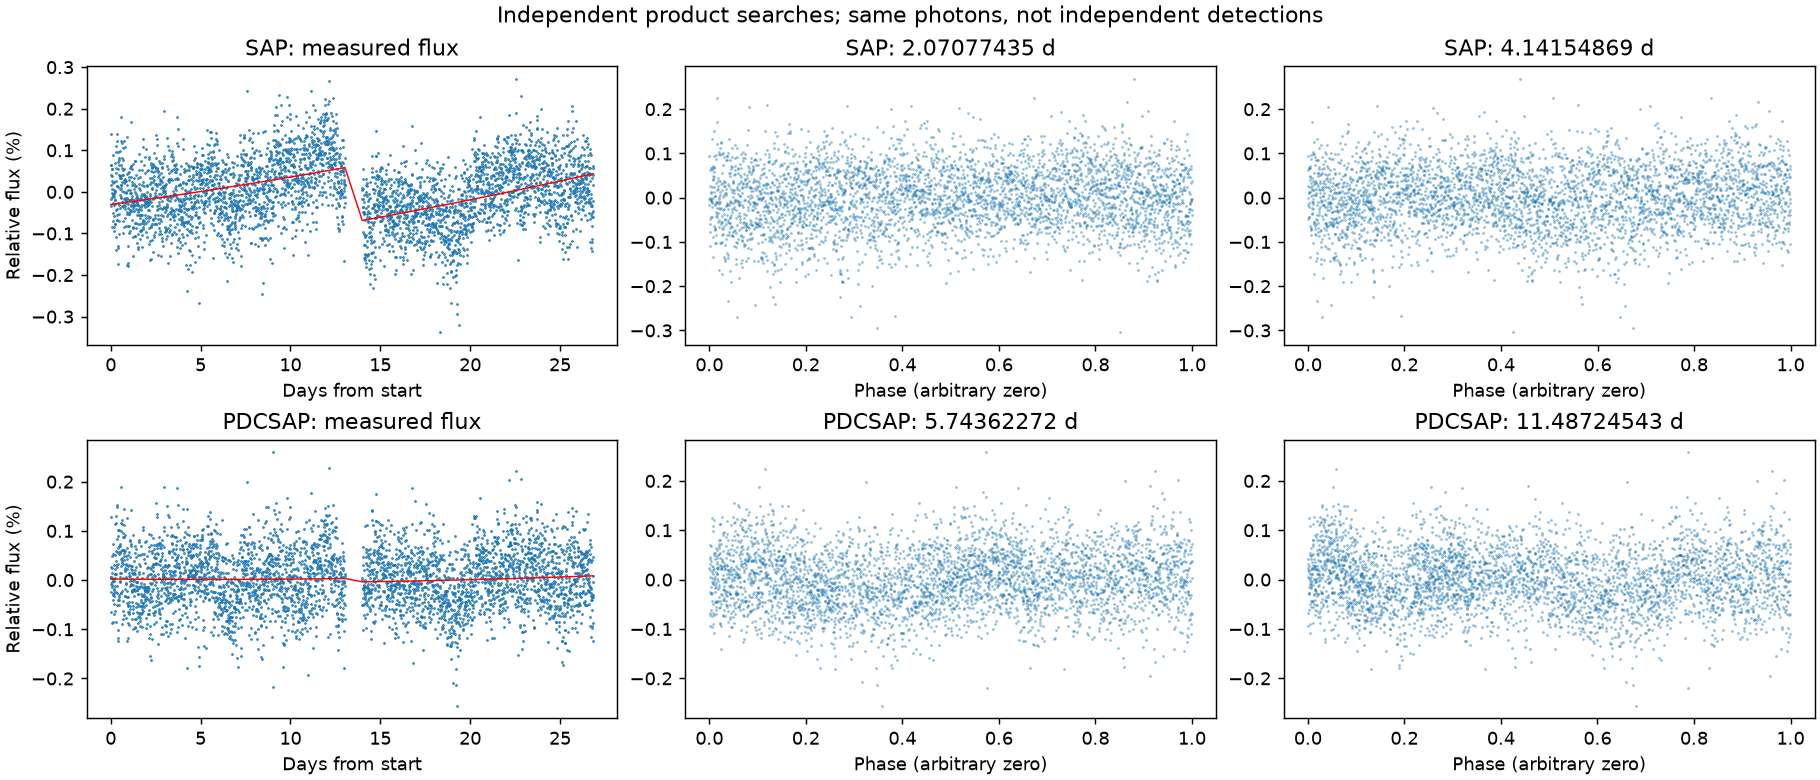 Independent product searches; same photons, not independent detections
SAP: measured flux
SAP: 2.07077435 d
SAP: 4.14154869 d
Relative flux (%)
0.3
0.2
0.1
0.0
−0.1
−0.2
−0.3
0 5 10 15 20 25
Days from start
0.2
0.1
0.0
−0.1
−0.2
−0.3
0.0 0.2 0.4 0.6 0.8 1.0
Phase (arbitrary zero)
0.2
0.1
0.0
−0.1
−0.2
−0.3
0.0 0.2 0.4 0.6 0.8 1.0
Phase (arbitrary zero)
PDCSAP: measured flux
PDCSAP: 5.74362272 d
PDCSAP: 11.48724543 d
Relative flux (%)
0.2
0.1
0.0
−0.1
−0.2
0 5 10 15 20 25
Days from start
0.2
0.1
0.0
−0.1
−0.2
0.0 0.2 0.4 0.6 0.8 1.0
Phase (arbitrary zero)
0.2
0.1
0.0
−0.1
−0.2
0.0 0.2 0.4 0.6 0.8 1.0
Phase (arbitrary zero)